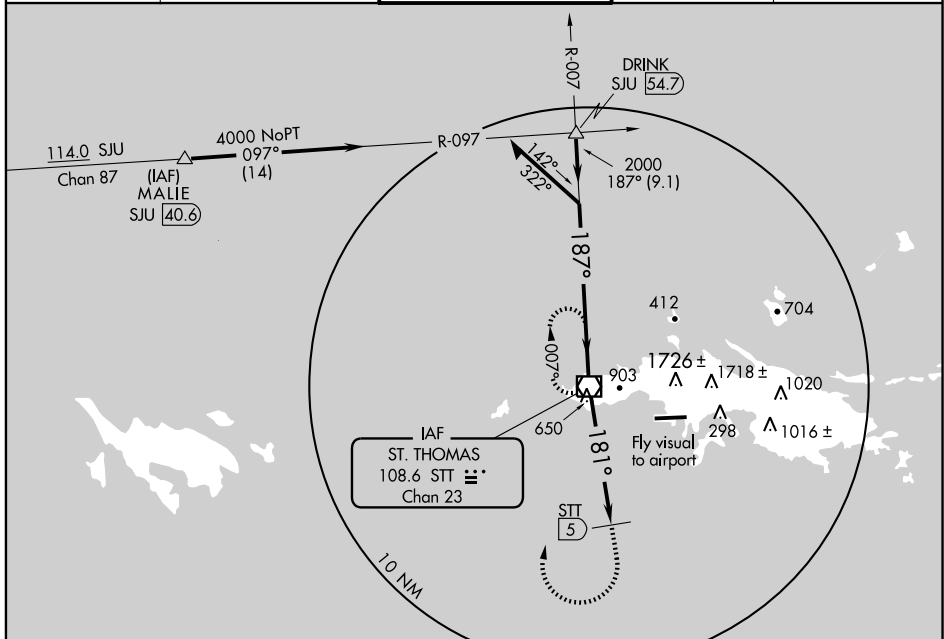 R-007
DRINK
SJU 54.7
4000 NoPT
097°
(14)
R-097
114.0 SJU
Chan 87
(IAF)
MALIE
SJU 40.6
142°
322°
2000
187° (9.1)
187°
412
704
007°
903
1726 ±
1718 ±
1020
650
298
1016 ±
Fly visual
to airport
IAF
ST. THOMAS
108.6 STT
Chan 23
181°
STT
5
10 NM